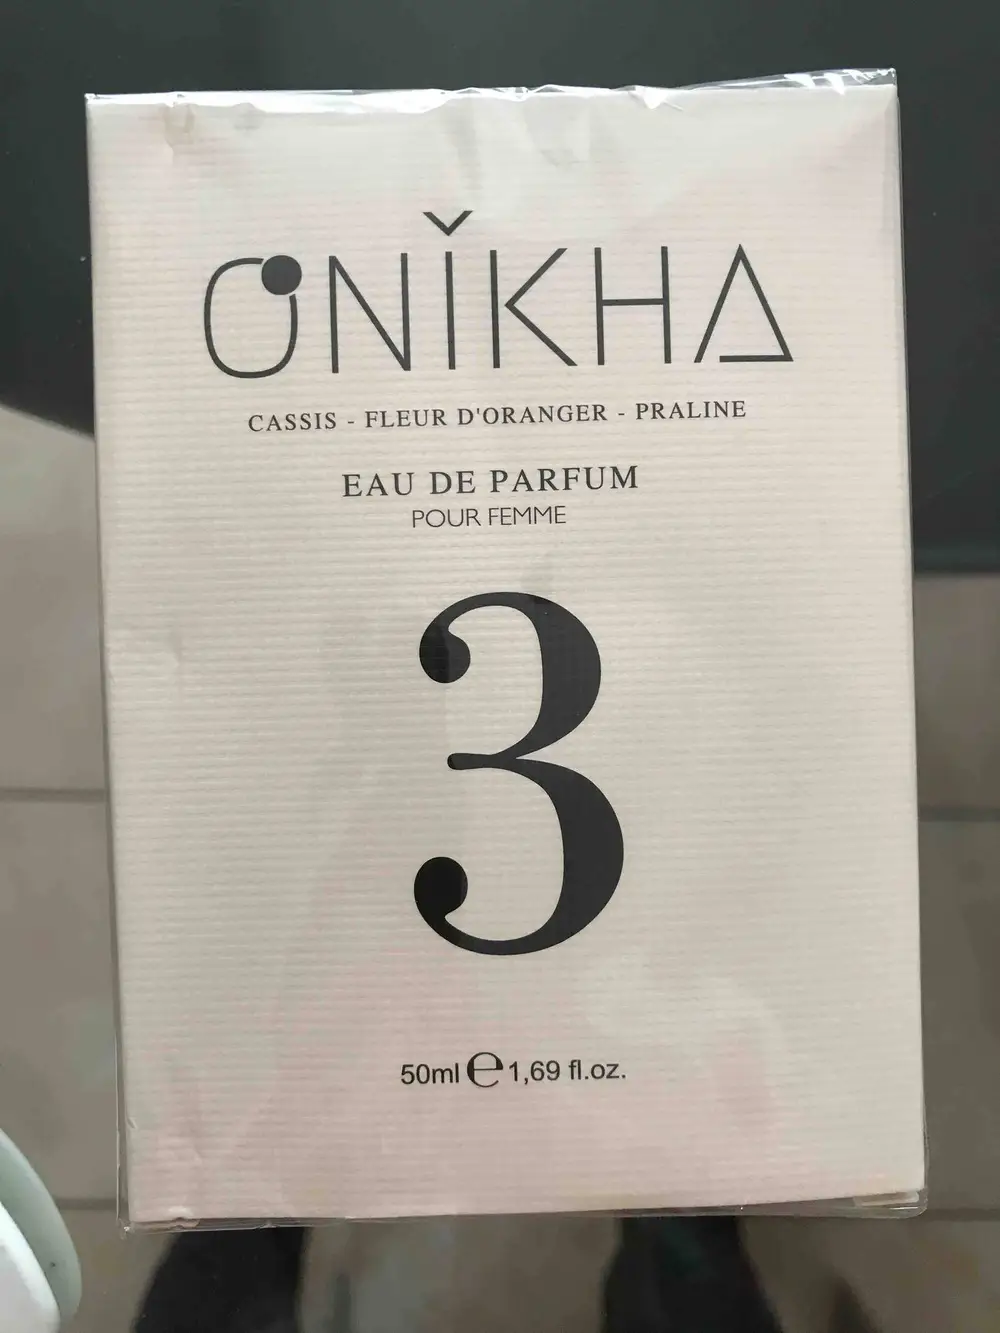 ONǏKHA
CASSIS - FLEUR D'ORANGER - PRALINE
EAU DE PARFUM
POUR FEMME
3
50ml ℮ 1,69 fl.oz.